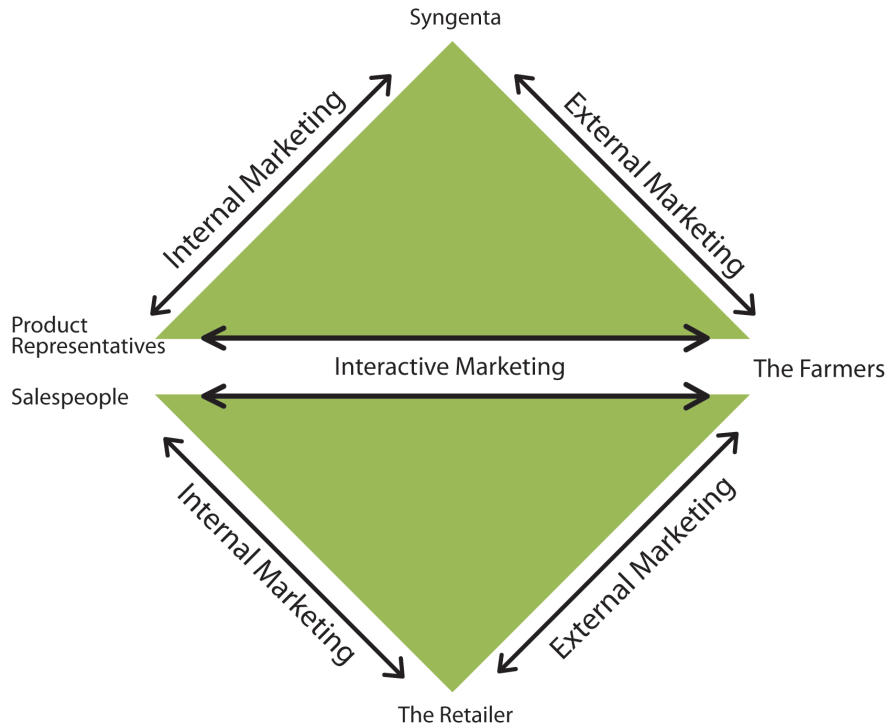 Syngenta
Internal Marketing
External Marketing
Product
Representatives
Interactive Marketing
The Farmers
Salespeople
Internal Marketing
External Marketing
The Retailer